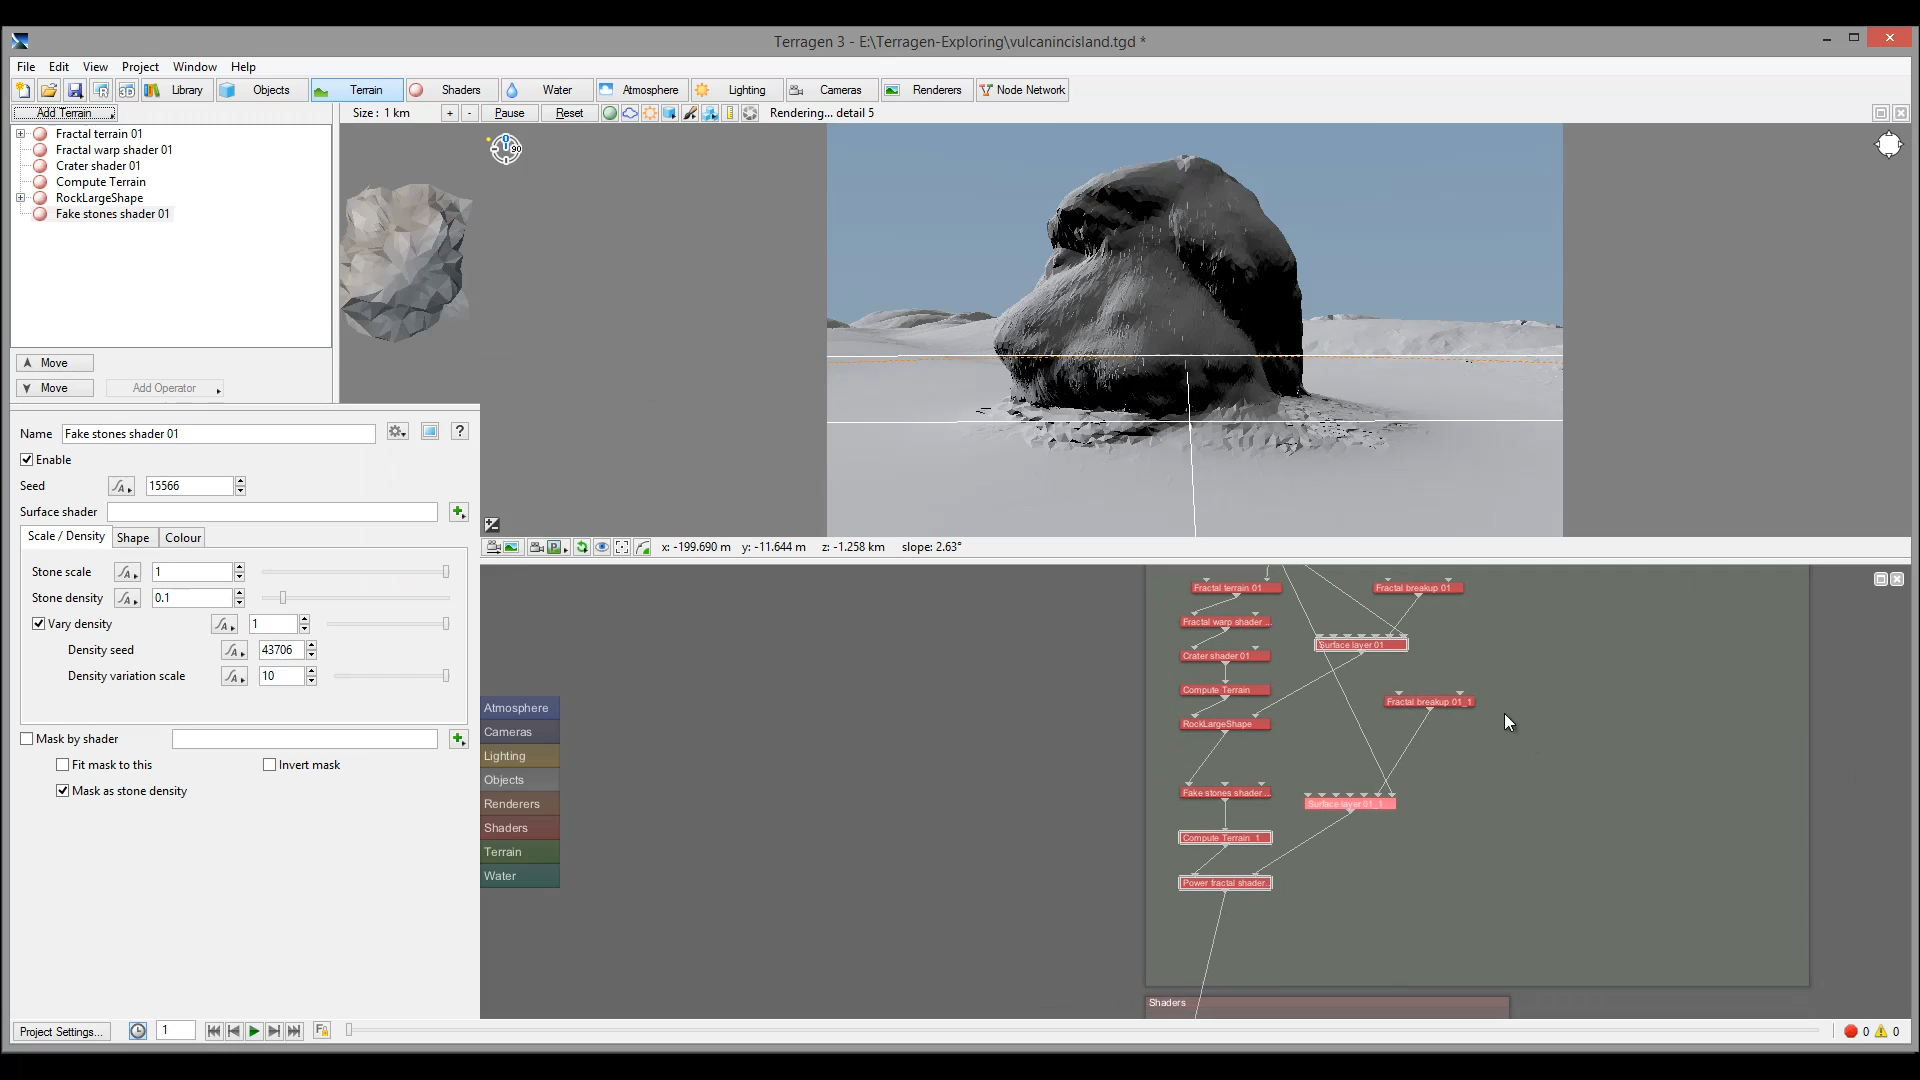 Terragen 3 - E:\Terragen-Exploring\vulcanincisland.tgd *
File Edit View Project Window Help
Library Objects Terrain Shaders Water Atmosphere Lighting Cameras Renderers Node Network
Add Terrain Size : 1 km + - Pause Reset Rendering... detail 5
Fractal terrain 01
Fractal warp shader 01
Crater shader 01
Compute Terrain
RockLargeShape
Fake stones shader 01
90
Move
Move Add Operator
Name Fake stones shader 01 ?
Enable
Seed 15566
Surface shader
Scale / Density Shape Colour
Stone scale 1
Stone density 0.1
Vary density 1
Density seed 43706
Density variation scale 10
Mask by shader
Fit mask to this Invert mask
Mask as stone density
x: -199.690 m y: -11.644 m z: -1.258 km slope: 2.63°
Fractal terrain 01 Fractal breakup 01
Fractal warp shader ...
Surface layer 01
Crater shader 01
Compute Terrain
Fractal breakup 01_1
RockLargeShape
Fake stones shader ...
Surface layer 01_1
Compute Terrain_1
Power fractal shader...
Shaders
Atmosphere
Cameras
Lighting
Objects
Renderers
Shaders
Terrain
Water
Project Settings... 1 F 0 0